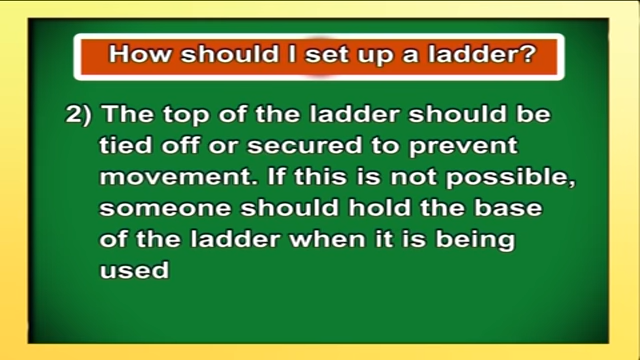 How should I set up a ladder?
2) The top of the ladder should be
tied off or secured to prevent
movement. If this is not possible,
someone should hold the base
of the ladder when it is being
used